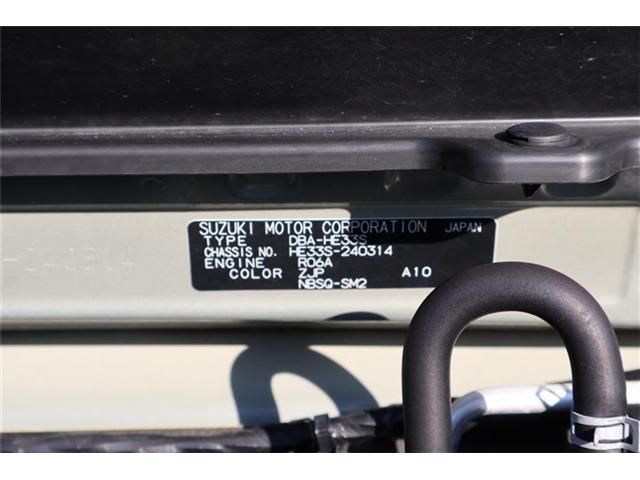 SUZUKI MOTOR CORPORATION JAPAN
TYPE DBA-HE33S
CHASSIS NO. HE33S-240314
ENGINE R06A
COLOR ZJP A10
NBSQ-SM2